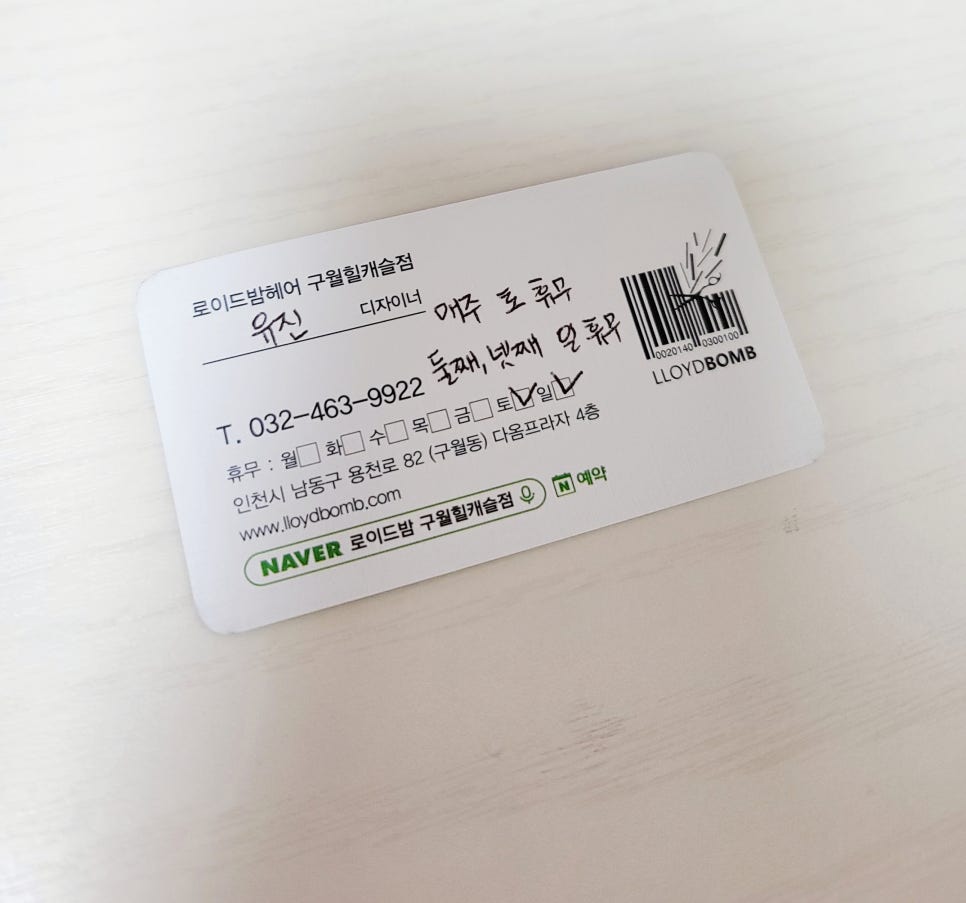 로이드밤헤어 구월힐캐슬점
유진 디자이너
매주 토 휴무
둘째, 넷째 일 휴무
T. 032-463-9922
휴무 : 월 화 수 목 금 토 일
인천시 남동구 용천로 82 (구월동) 다옴프라자 4층
www.lloydbomb.com
NAVER 로이드밤 구월힐캐슬점 N 예약
0020140 0300100
LLOYDBOMB